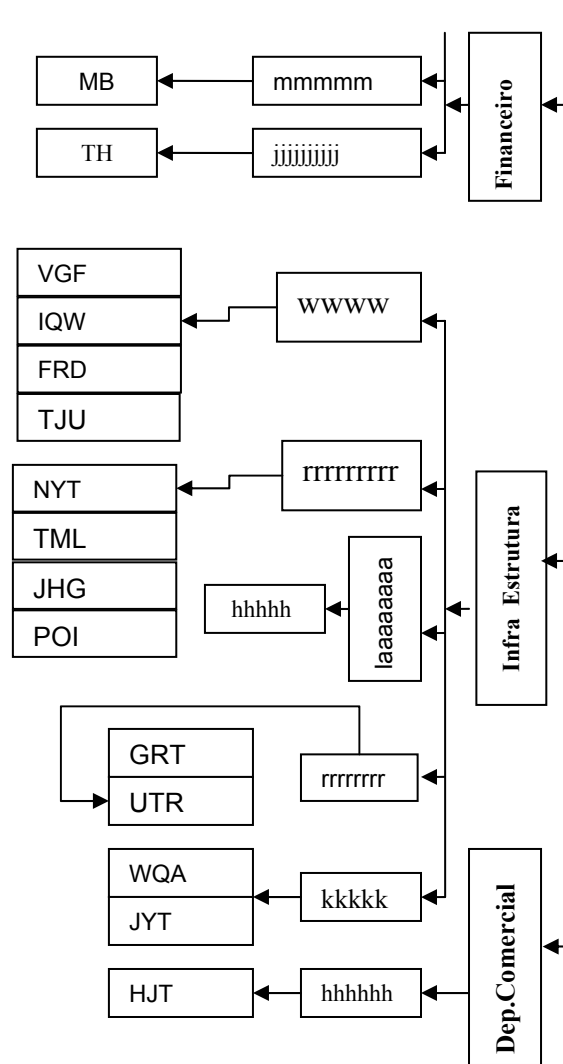 MB
mmmmm
Financeiro
TH
jjjjjjjjjj
VGF
IQW
FRD
TJU
wwww
NYT
TML
JHG
POI
rrrrrrrrr
hhhhh
laaaaaaaa
Infra Estrutura
GRT
UTR
rrrrrrrr
WQA
JYT
kkkkk
HJT
hhhhhh
Dep.Comercial